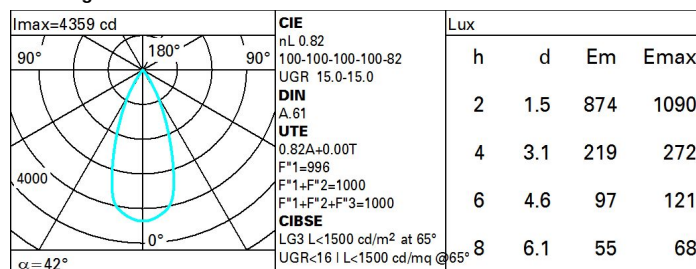 Imax=4359 cd
90° 180° 90°
4000
0°
α=42°
CIE
nL 0.82
100-100-100-100-82
UGR 15.0-15.0
DIN
A.61
UTE
0.82A+0.00T
F"1=996
F"1+F"2=1000
F"1+F"2+F"3=1000
CIBSE
LG3 L<1500 cd/m² at 65°
UGR<16 | L<1500 cd/mq @65°
Lux
h d Em Emax
2 1.5 874 1090
4 3.1 219 272
6 4.6 97 121
8 6.1 55 68